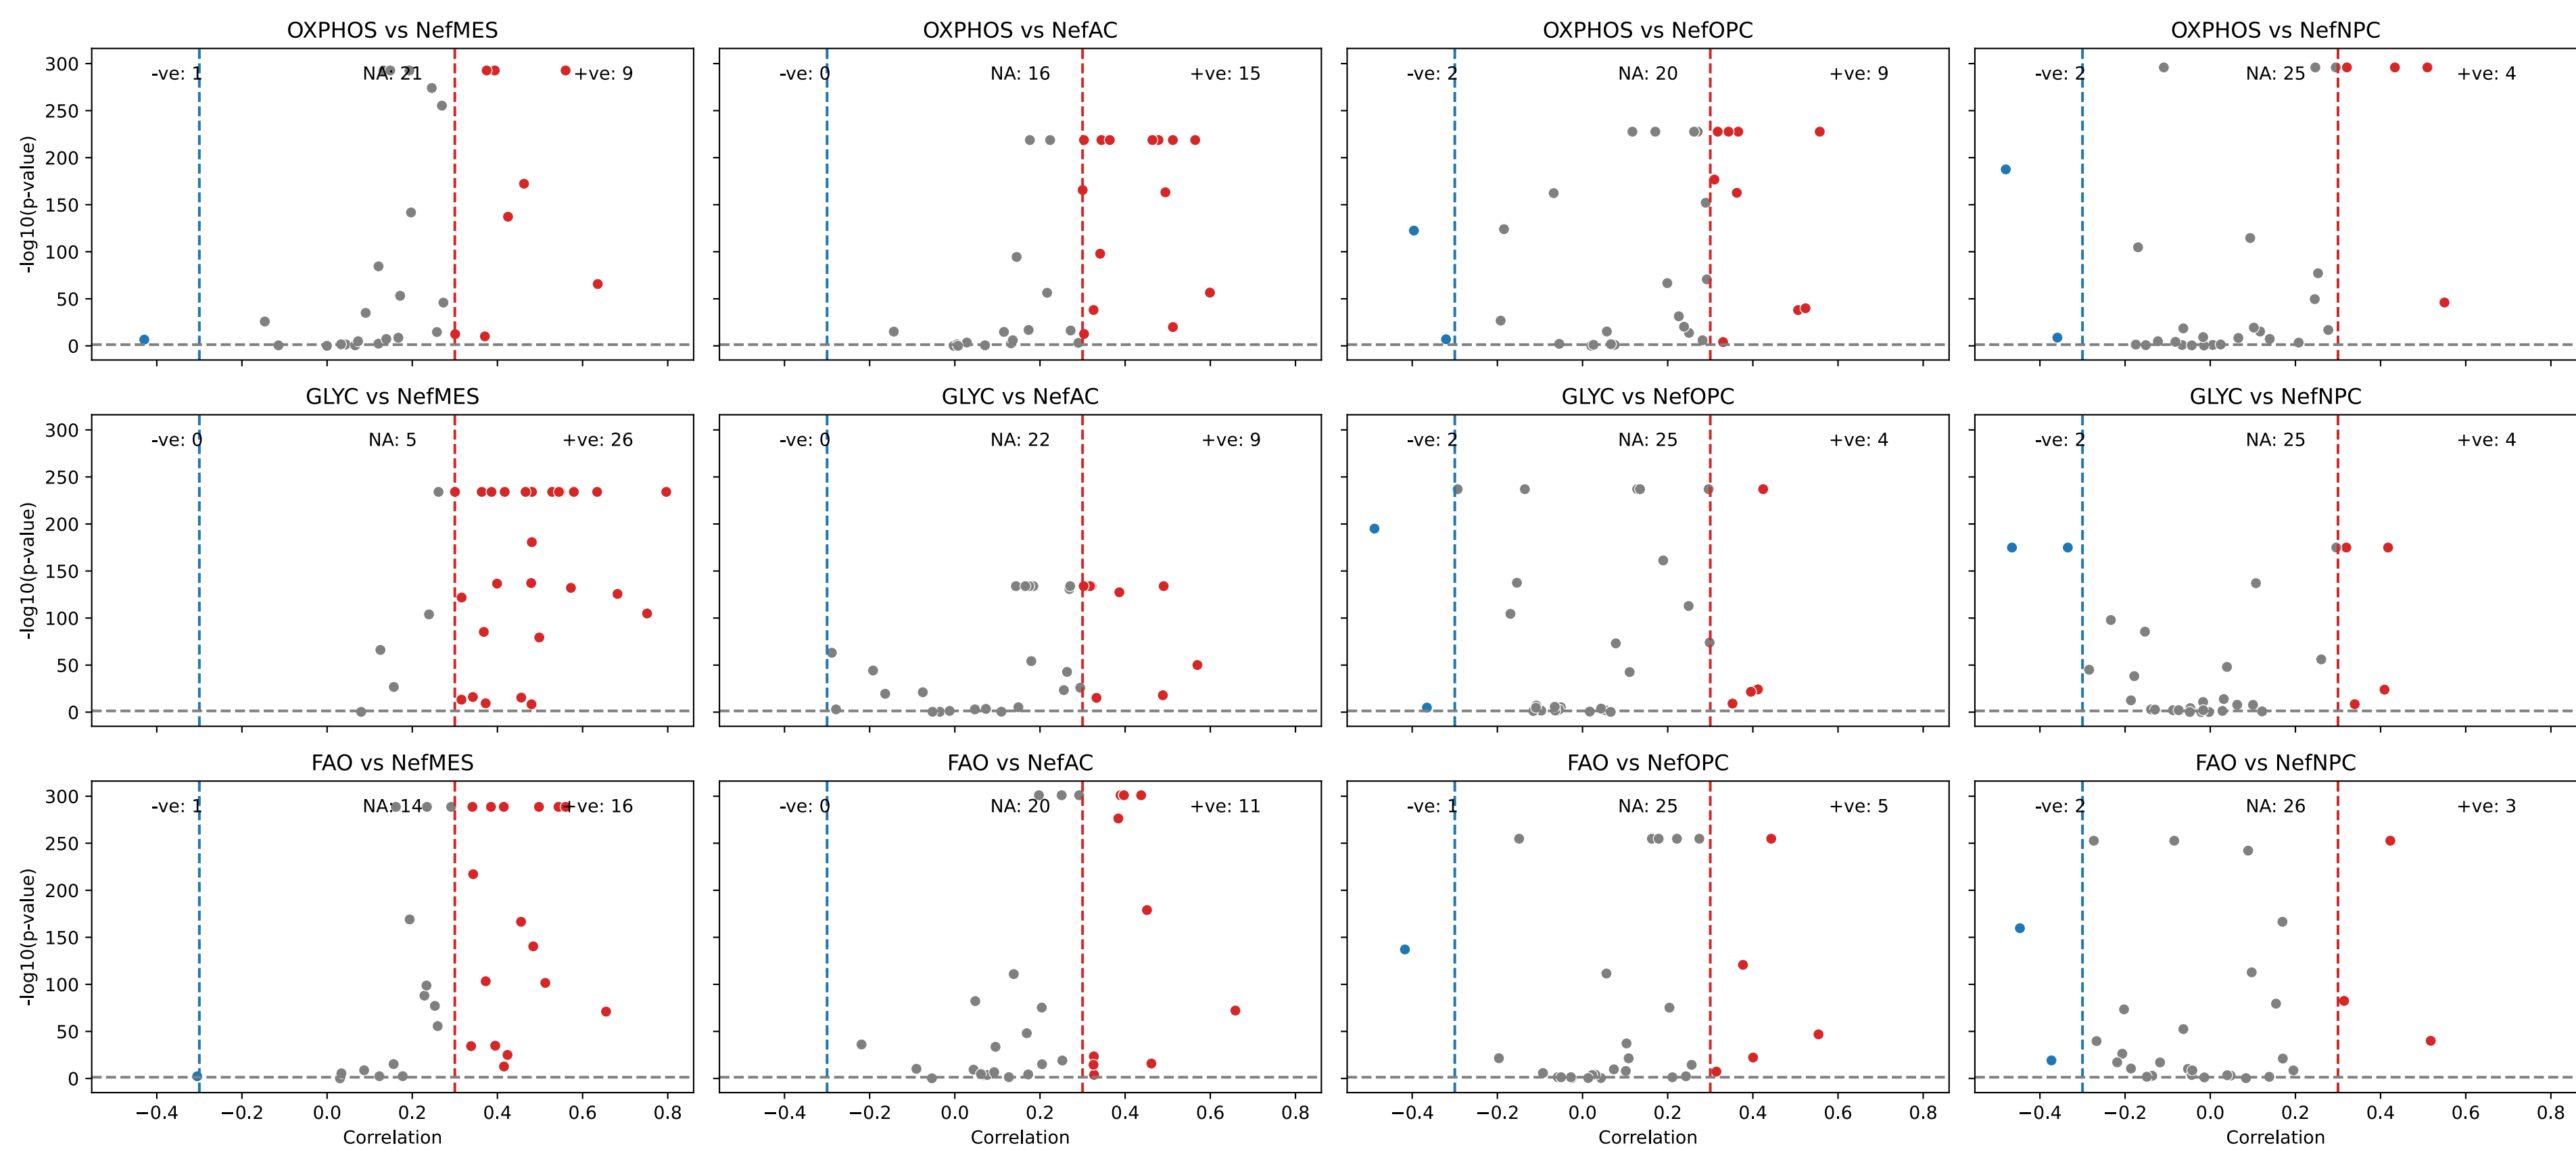 OXPHOS vs NefMES
OXPHOS vs NefAC
OXPHOS vs NefOPC
OXPHOS vs NefNPC
-ve: 1
NA: 21
+ve: 9
-ve: 0
NA: 16
+ve: 15
-ve: 2
NA: 20
+ve: 9
-ve: 2
NA: 25
+ve: 4
300
250
200
150
100
50
0
-log10(p-value)
GLYC vs NefMES
GLYC vs NefAC
GLYC vs NefOPC
GLYC vs NefNPC
-ve: 0
NA: 5
+ve: 26
-ve: 0
NA: 22
+ve: 9
-ve: 2
NA: 25
+ve: 4
-ve: 2
NA: 25
+ve: 4
300
250
200
150
100
50
0
-log10(p-value)
FAO vs NefMES
FAO vs NefAC
FAO vs NefOPC
FAO vs NefNPC
-ve: 1
NA: 14
+ve: 16
-ve: 0
NA: 20
+ve: 11
-ve: 1
NA: 25
+ve: 5
-ve: 2
NA: 26
+ve: 3
300
250
200
150
100
50
0
-log10(p-value)
−0.4 −0.2 0.0 0.2 0.4 0.6 0.8
−0.4 −0.2 0.0 0.2 0.4 0.6 0.8
−0.4 −0.2 0.0 0.2 0.4 0.6 0.8
−0.4 −0.2 0.0 0.2 0.4 0.6 0.8
Correlation
Correlation
Correlation
Correlation